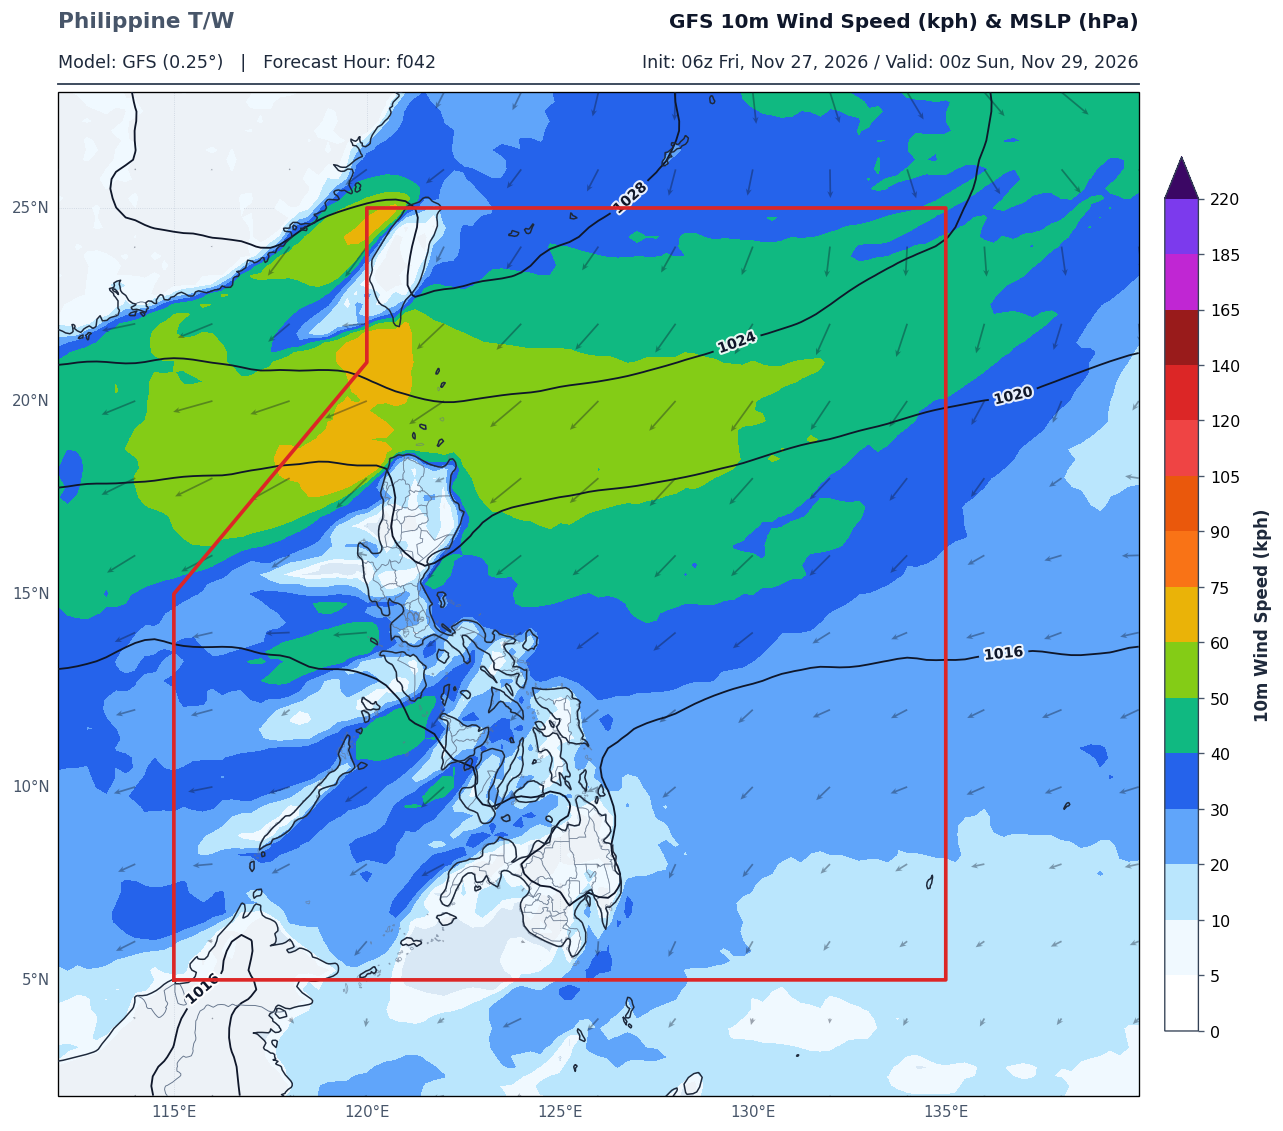 Philippine T/W
GFS 10m Wind Speed (kph) & MSLP (hPa)
Model: GFS (0.25°)   |   Forecast Hour: f042
Init: 06z Fri, Nov 27, 2026 / Valid: 00z Sun, Nov 29, 2026
25°N
20°N
15°N
10°N
5°N
115°E
120°E
125°E
130°E
135°E
1028
1024
1020
1016
1016
220
185
165
140
120
105
90
75
60
50
40
30
20
10
5
0
10m Wind Speed (kph)